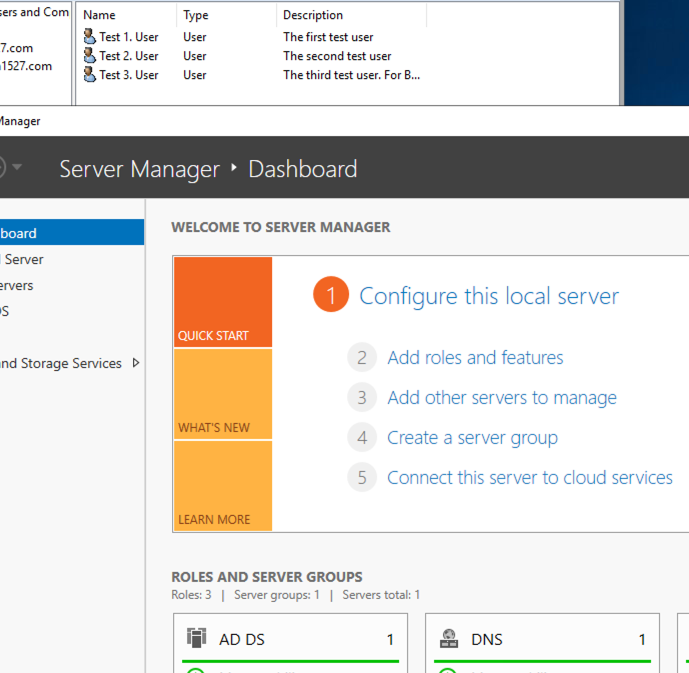 sers and Com
7.com
1527.com
Name Type Description
Test 1. User User The first test user
Test 2. User User The second test user
Test 3. User User The third test user. For B...
Manager
Server Manager Dashboard
board
Server
ervers
S
nd Storage Services
WELCOME TO SERVER MANAGER
QUICK START
WHAT'S NEW
LEARN MORE
1 Configure this local server
2 Add roles and features
3 Add other servers to manage
4 Create a server group
5 Connect this server to cloud services
ROLES AND SERVER GROUPS
Roles: 3 | Server groups: 1 | Servers total: 1
AD DS 1
DNS 1